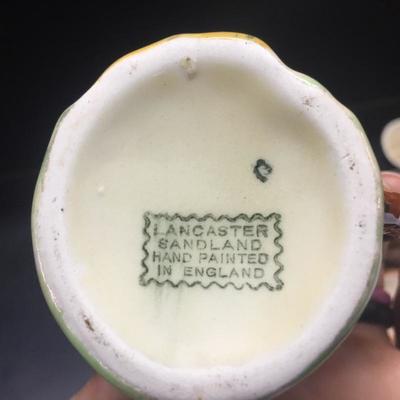 LANCASTER
SANDLAND
HAND PAINTED
IN ENGLAND